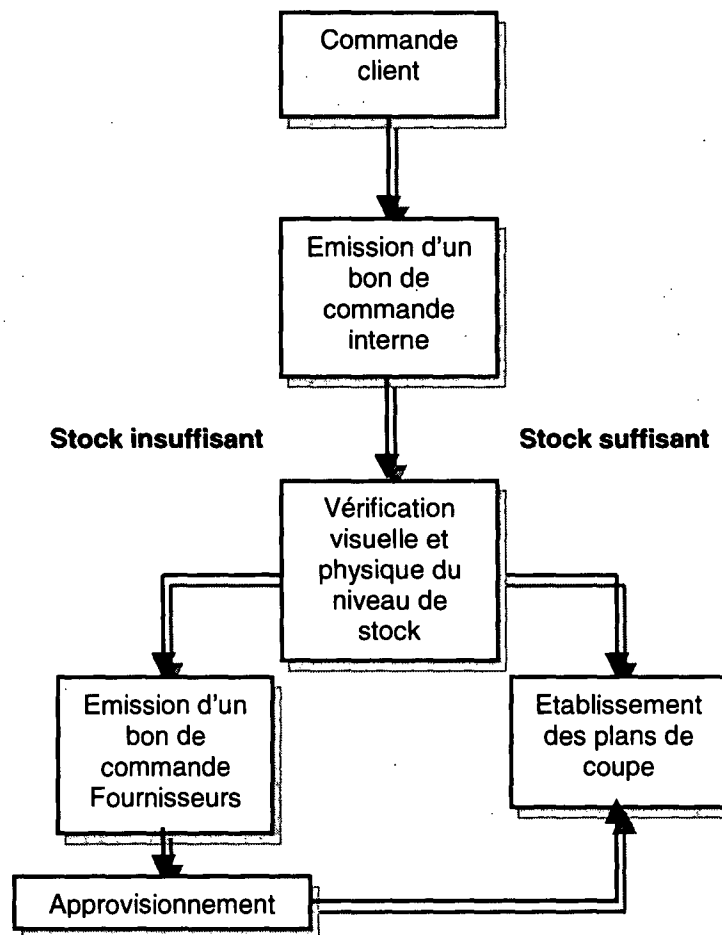 Commande
client
Emission d'un
bon de
commande
interne
Stock insuffisant
Stock suffisant
Vérification
visuelle et
physique du
niveau de
stock
Emission d'un
bon de
commande
Fournisseurs
Etablissement
des plans de
coupe
Approvisionnement